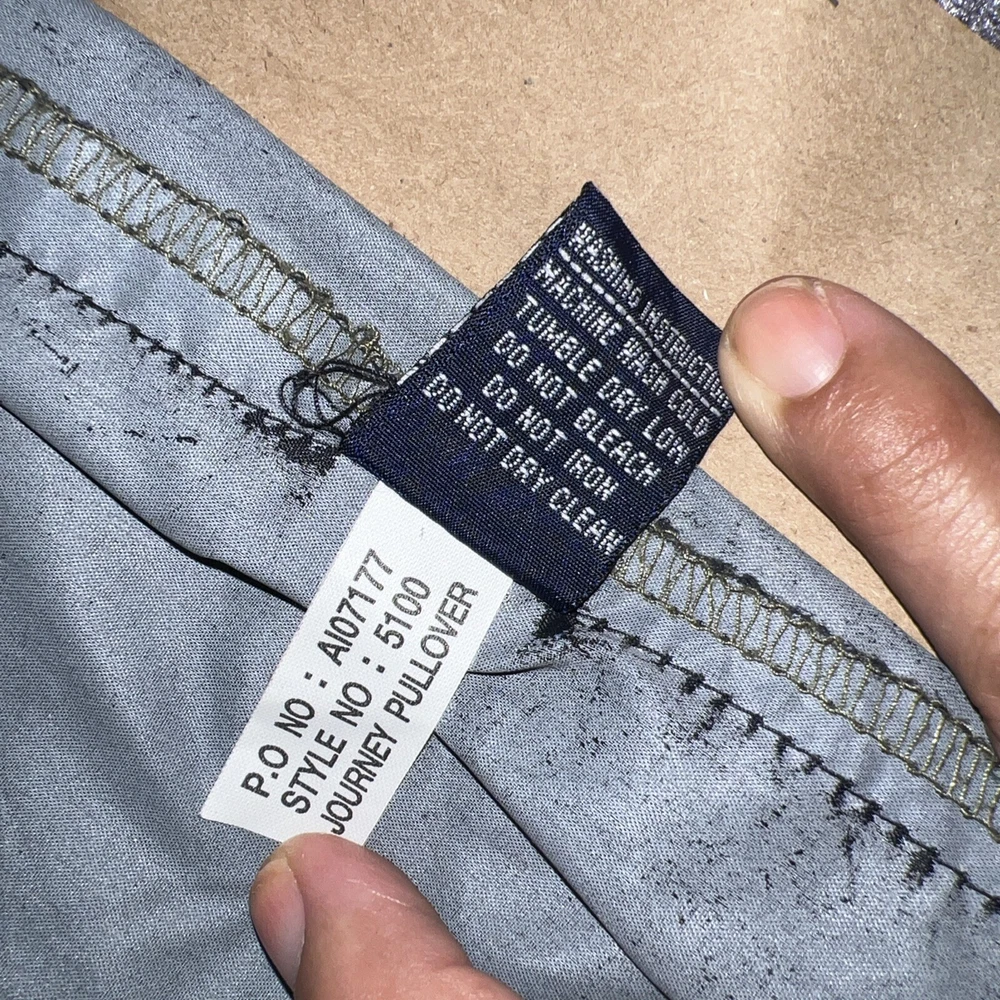 WASHING INSTRUCTION
MACHINE WASH COLD
TUMBLE DRY LOW
DO NOT BLEACH
DO NOT IRON
DO NOT DRY CLEAN
P.O NO : AI07177
STYLE NO : 5100
JOURNEY PULLOVER